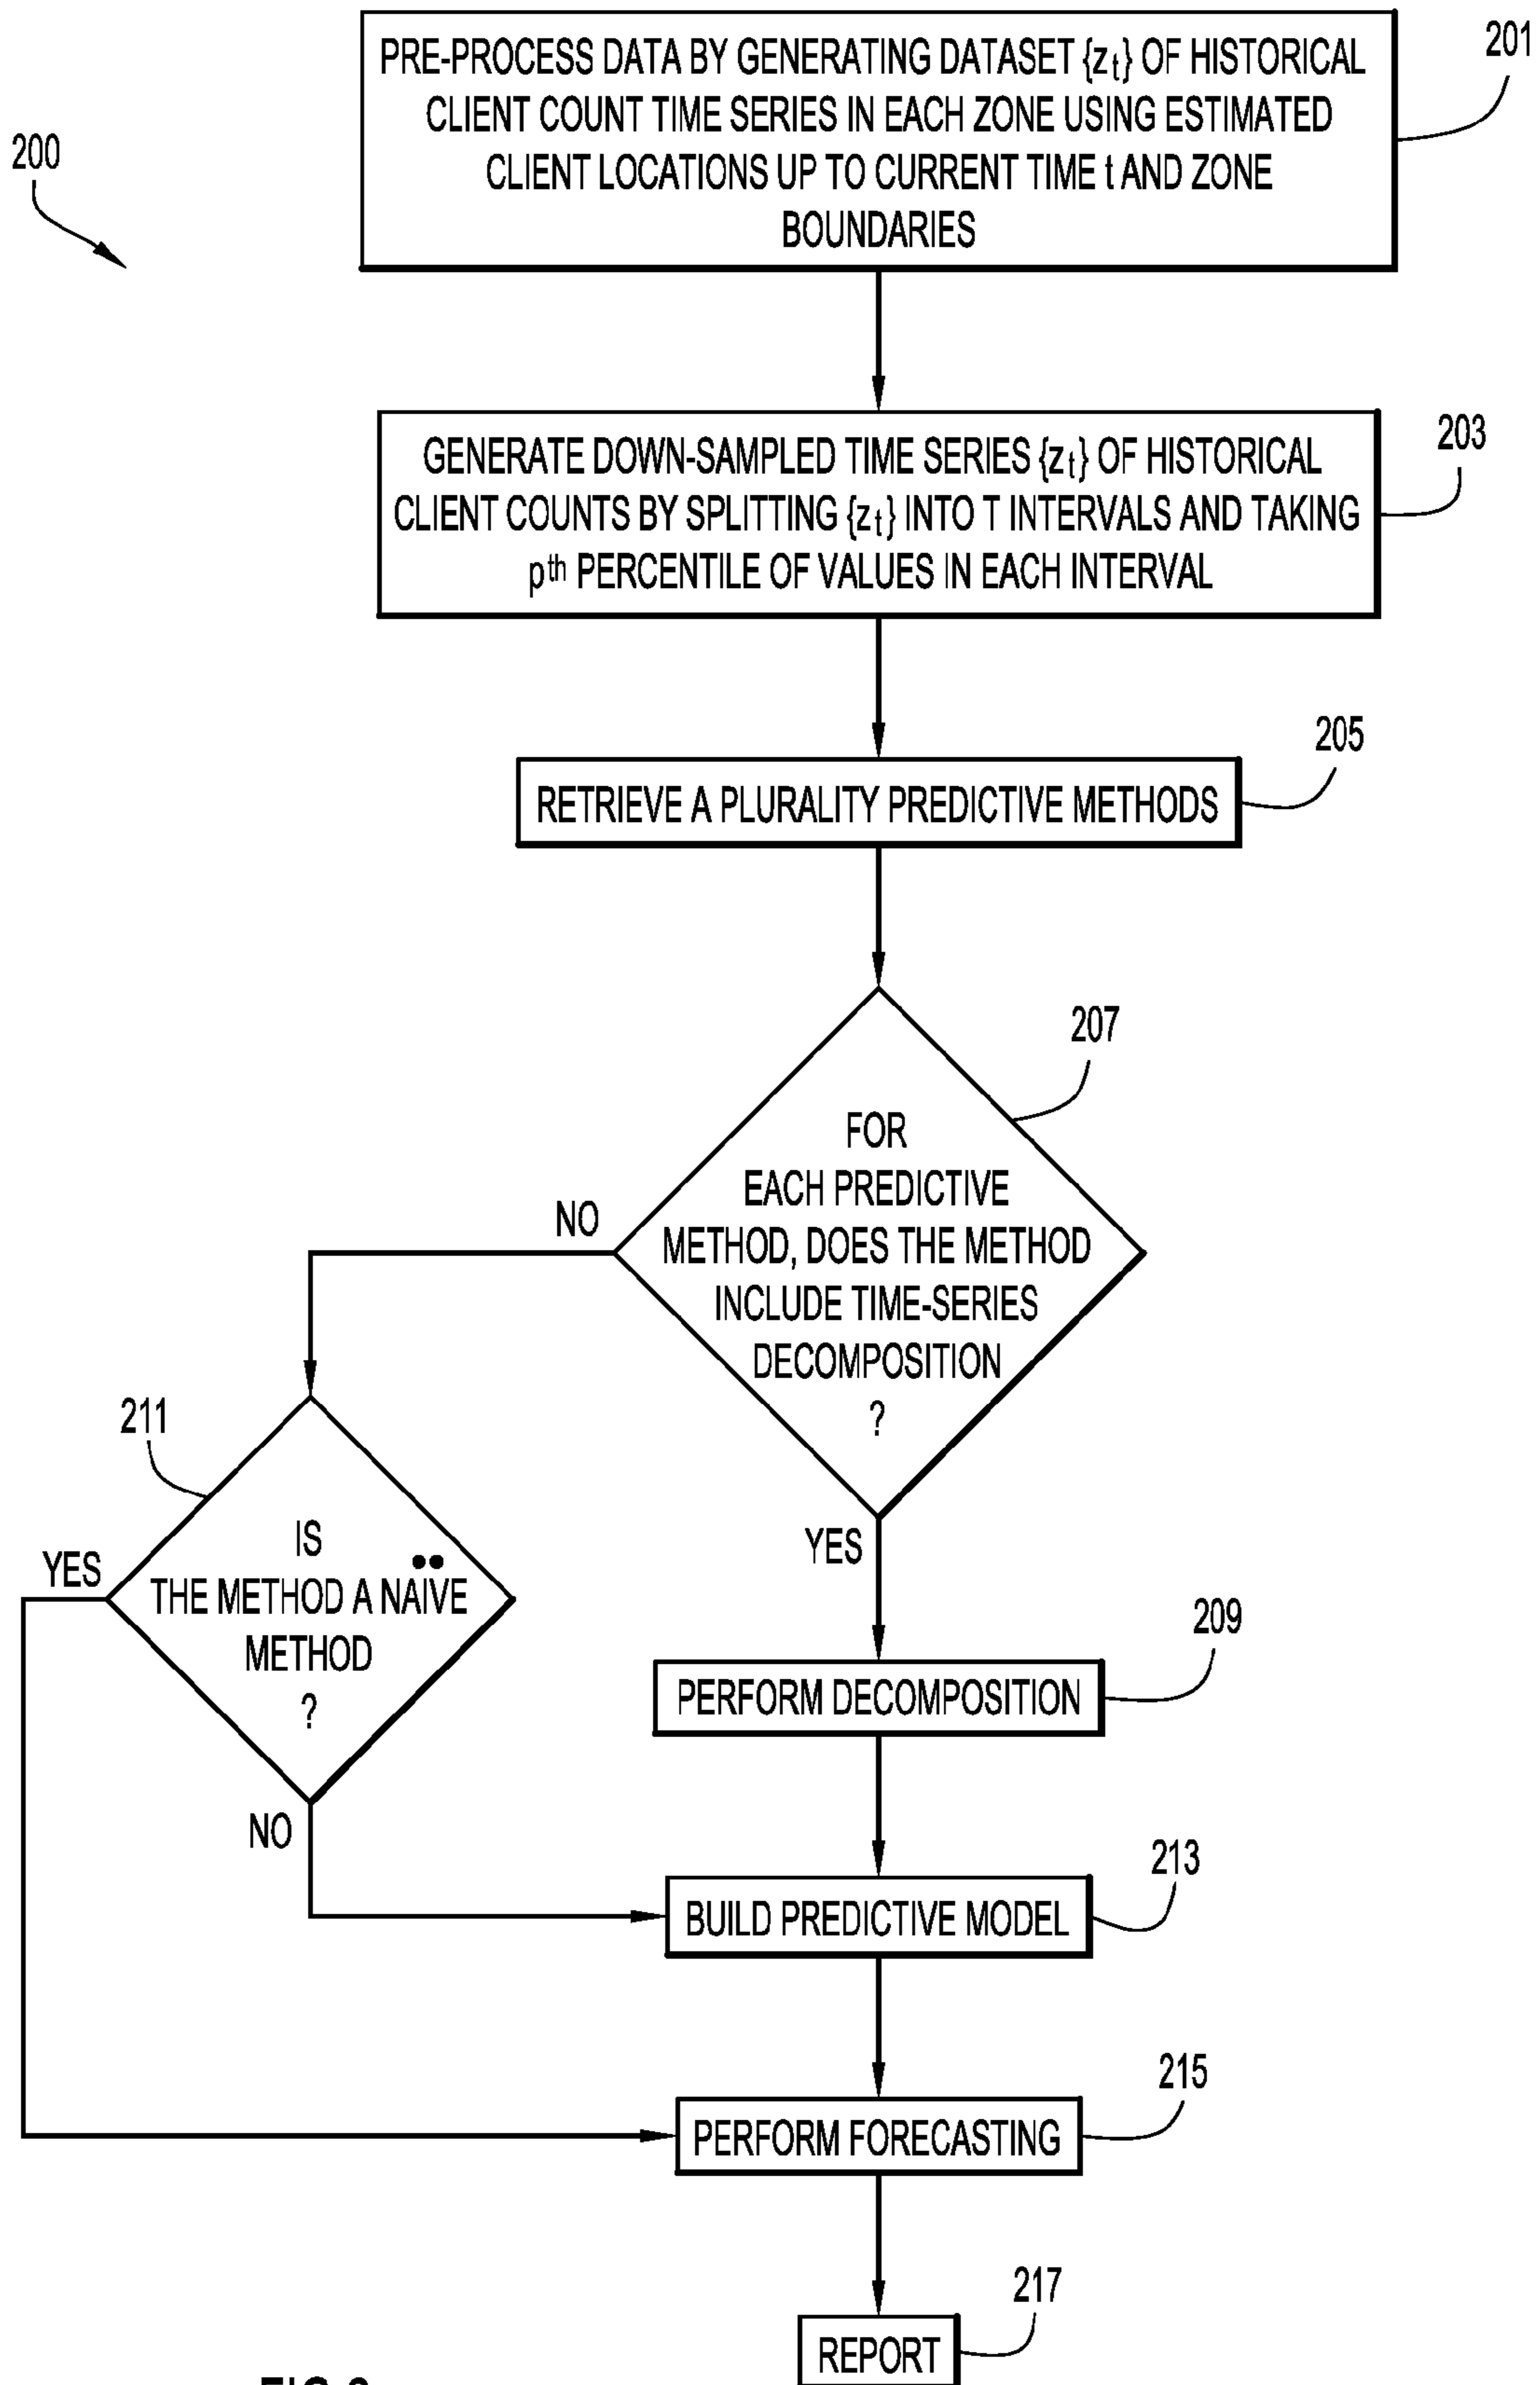 200
201
PRE-PROCESS DATA BY GENERATING DATASET {zt} OF HISTORICAL
CLIENT COUNT TIME SERIES IN EACH ZONE USING ESTIMATED
CLIENT LOCATIONS UP TO CURRENT TIME t AND ZONE
BOUNDARIES
203
GENERATE DOWN-SAMPLED TIME SERIES {zt} OF HISTORICAL
CLIENT COUNTS BY SPLITTING {zt} INTO T INTERVALS AND TAKING
pth PERCENTILE OF VALUES IN EACH INTERVAL
205
RETRIEVE A PLURALITY PREDICTIVE METHODS
207
FOR
EACH PREDICTIVE
METHOD, DOES THE METHOD
INCLUDE TIME-SERIES
DECOMPOSITION
?
NO
YES
211
IS
THE METHOD A NAÏVE
METHOD
?
YES
NO
209
PERFORM DECOMPOSITION
213
BUILD PREDICTIVE MODEL
215
PERFORM FORECASTING
217
REPORT